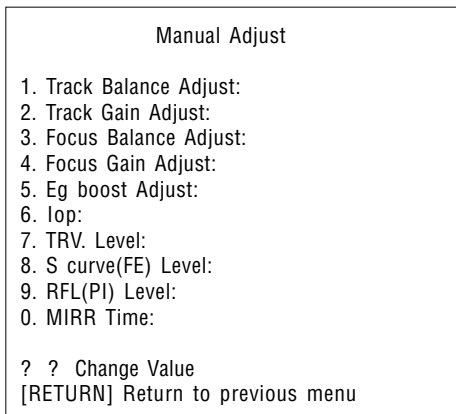 Manual Adjust
1. Track Balance Adjust:
2. Track Gain Adjust:
3. Focus Balance Adjust:
4. Focus Gain Adjust:
5. Eg boost Adjust:
6. Iop:
7. TRV. Level:
8. S curve(FE) Level:
9. RFL(PI) Level:
0. MIRR Time:
? ? Change Value
[RETURN] Return to previous menu